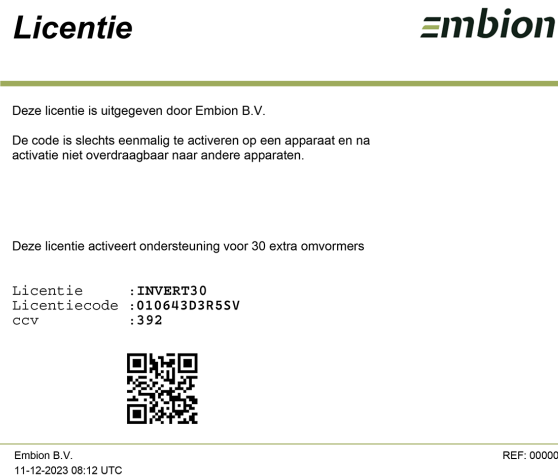 Licentie
Embion
Deze licentie is uitgegeven door Embion B.V.
De code is slechts eenmalig te activeren op een apparaat en na
activatie niet overdraagbaar naar andere apparaten.
Deze licentie activeert ondersteuning voor 30 extra omvormers
Licentie :INVERT30
Licentiecode :010643D3R5SV
ccv :392
Embion B.V.
REF: 00000
11-12-2023 08:12 UTC